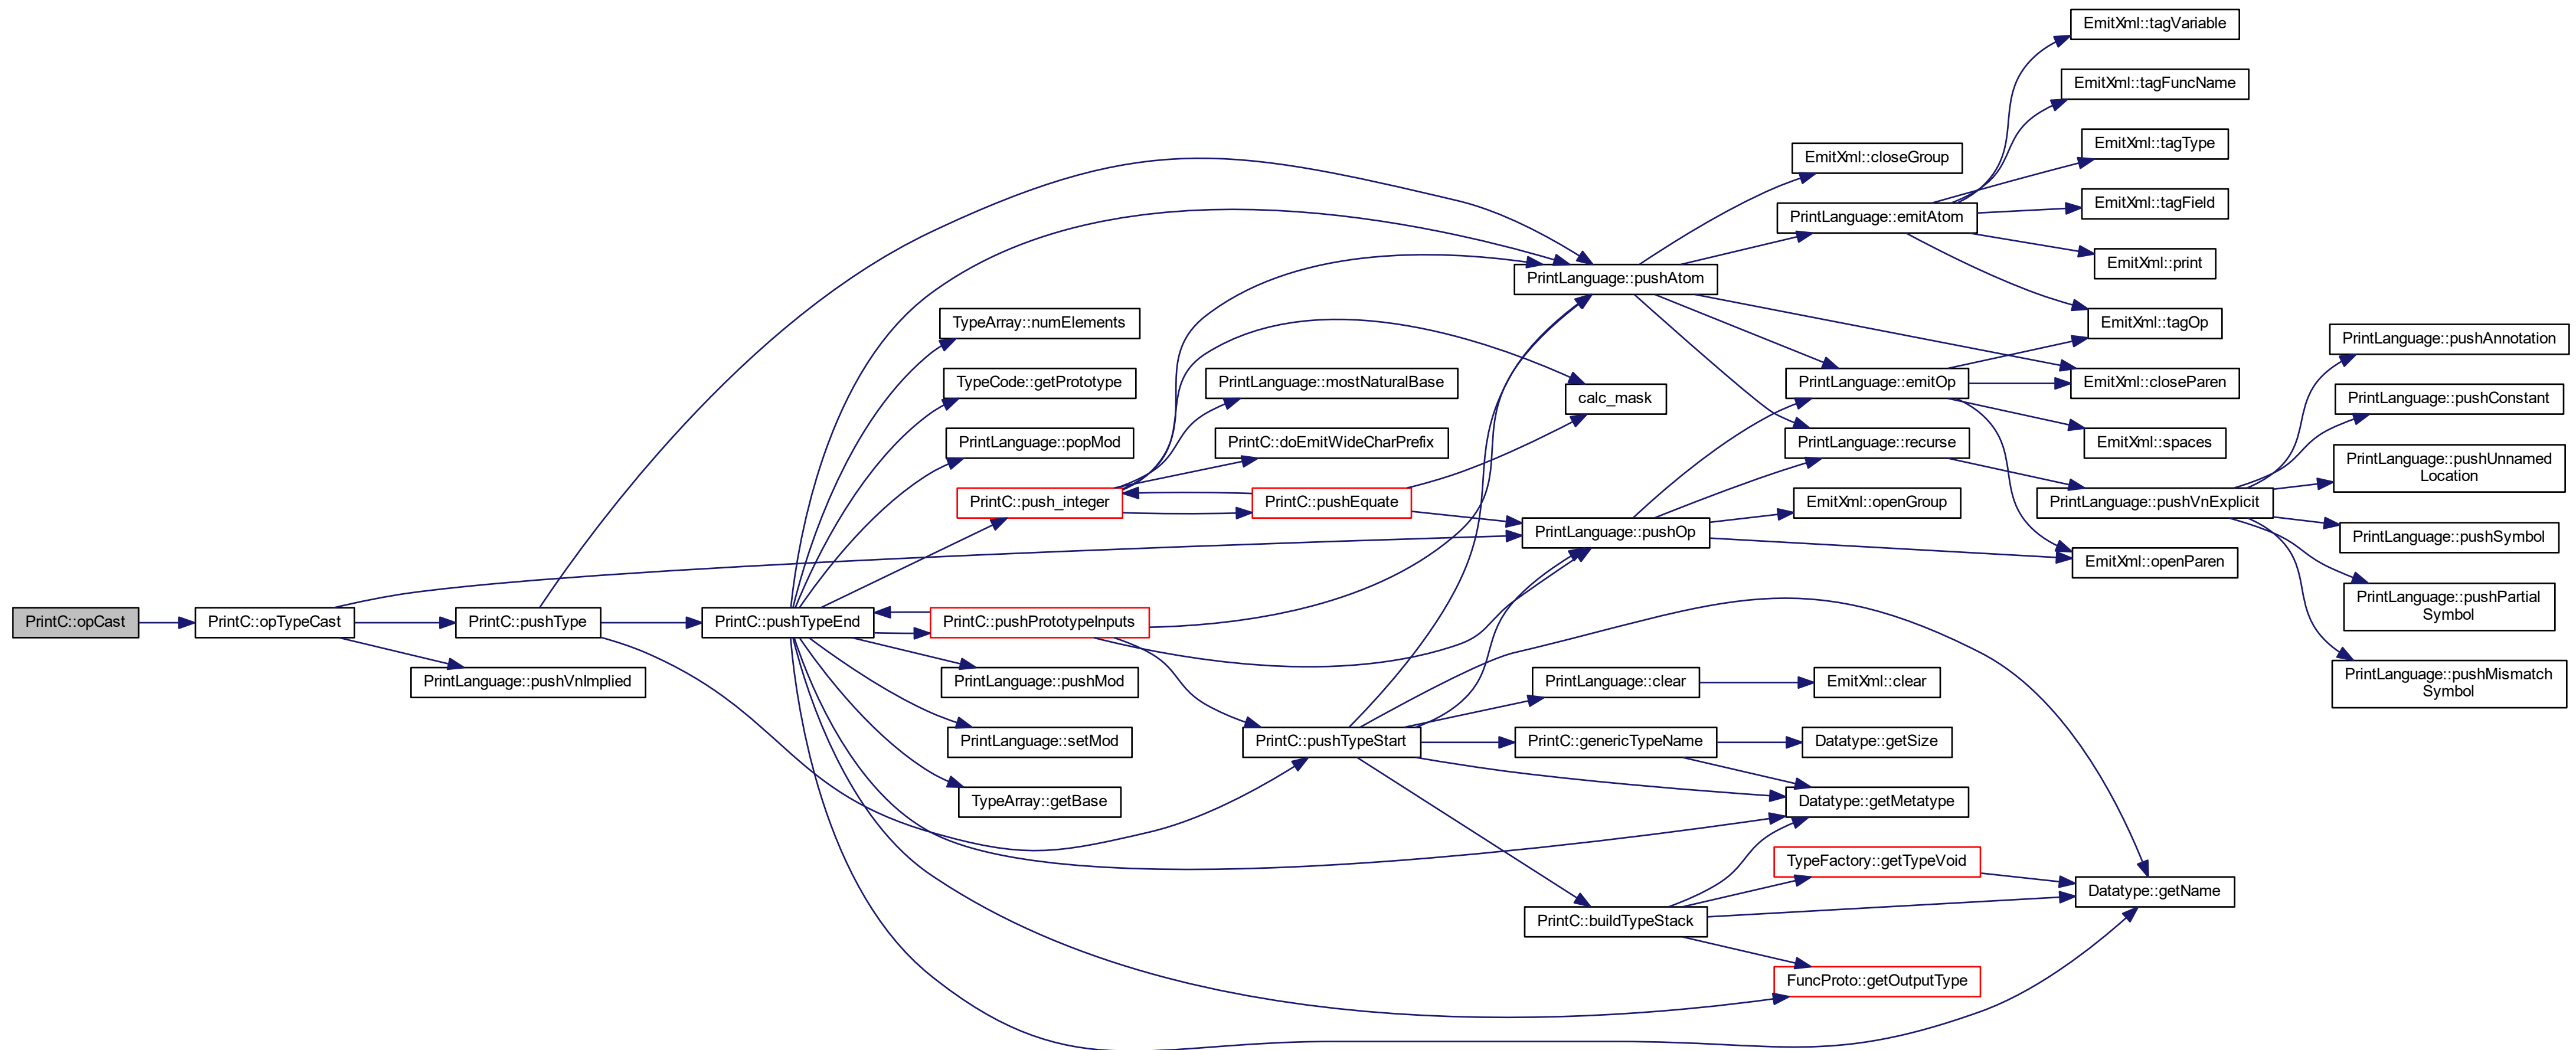 PrintC::opCast
PrintC::opTypeCast
PrintC::pushType
PrintLanguage::pushVnImplied
PrintC::pushTypeEnd
TypeArray::numElements
TypeCode::getPrototype
PrintLanguage::popMod
PrintC::push_integer
PrintC::pushPrototypeInputs
PrintLanguage::pushMod
PrintLanguage::setMod
TypeArray::getBase
PrintLanguage::mostNaturalBase
PrintC::doEmitWideCharPrefix
PrintC::pushEquate
PrintC::pushTypeStart
PrintLanguage::pushAtom
calc_mask
PrintLanguage::pushOp
PrintLanguage::clear
PrintC::genericTypeName
PrintC::buildTypeStack
EmitXml::closeGroup
PrintLanguage::emitAtom
PrintLanguage::emitOp
PrintLanguage::recurse
EmitXml::openGroup
EmitXml::clear
Datatype::getSize
Datatype::getMetatype
TypeFactory::getTypeVoid
FuncProto::getOutputType
EmitXml::tagVariable
EmitXml::tagFuncName
EmitXml::tagType
EmitXml::tagField
EmitXml::print
EmitXml::tagOp
EmitXml::closeParen
EmitXml::spaces
PrintLanguage::pushVnExplicit
EmitXml::openParen
Datatype::getName
PrintLanguage::pushAnnotation
PrintLanguage::pushConstant
PrintLanguage::pushUnnamed
Location
PrintLanguage::pushSymbol
PrintLanguage::pushPartial
Symbol
PrintLanguage::pushMismatch
Symbol